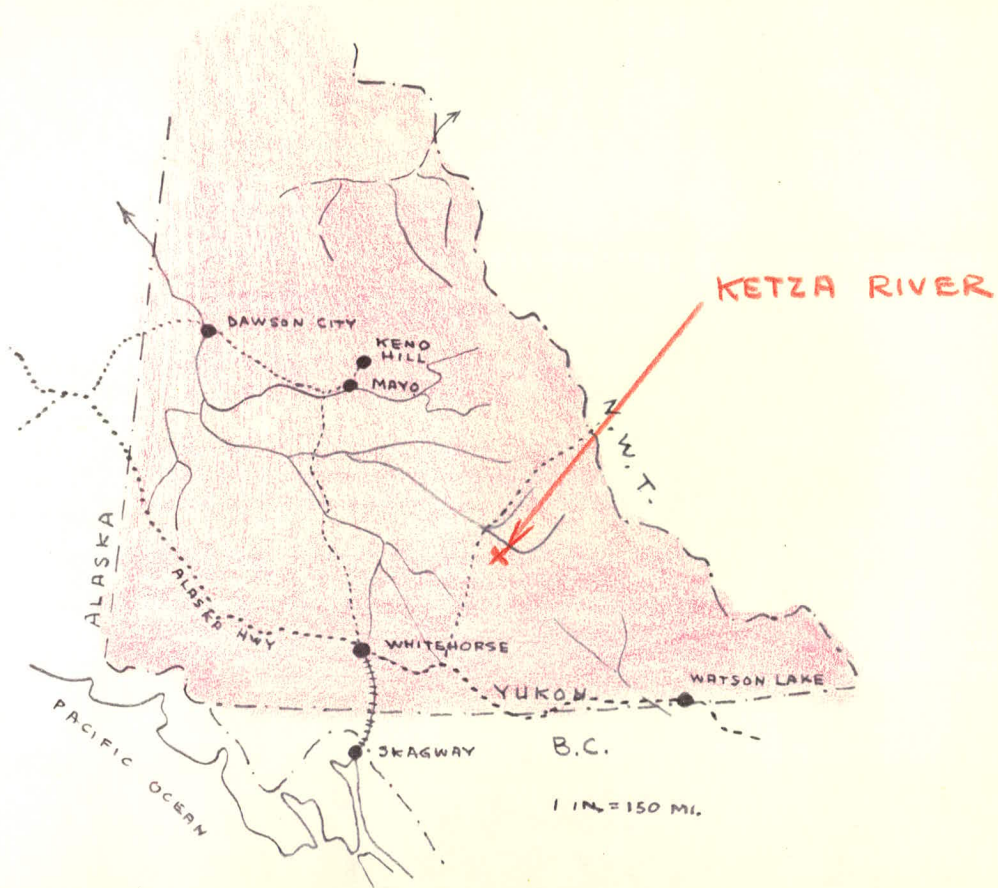 KETZA RIVER
DAWSON CITY
KENO
HILL
MAYO
N.W.T.
ALASKA
ALASKA HWY
WHITEHORSE
YUKON
WATSON LAKE
PACIFIC OCEAN
SKAGWAY
B.C.
1 IN. = 150 MI.